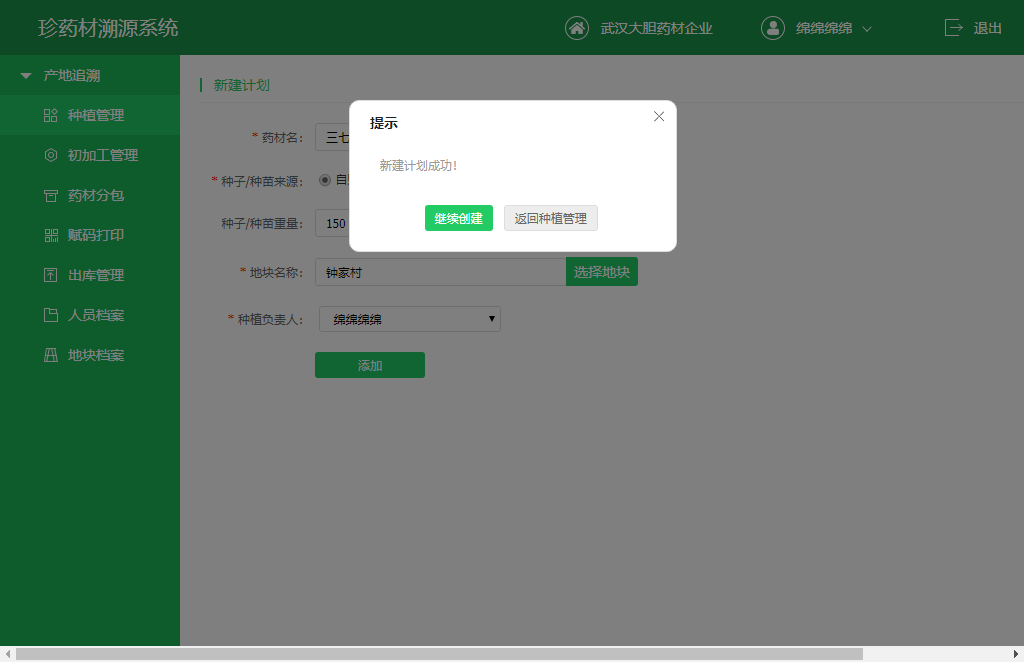 珍药材溯源系统
武汉大胆药材企业
绵绵绵绵
退出
产地追溯
种植管理
初加工管理
药材分包
赋码打印
出库管理
人员档案
地块档案
新建计划
* 药材名: 三七
* 种子/种苗来源: 自
种子/种苗重量: 150
* 地块名称: 钟家村 选择地块
* 种植负责人: 绵绵绵绵
添加
提示
新建计划成功!
继续创建 返回种植管理